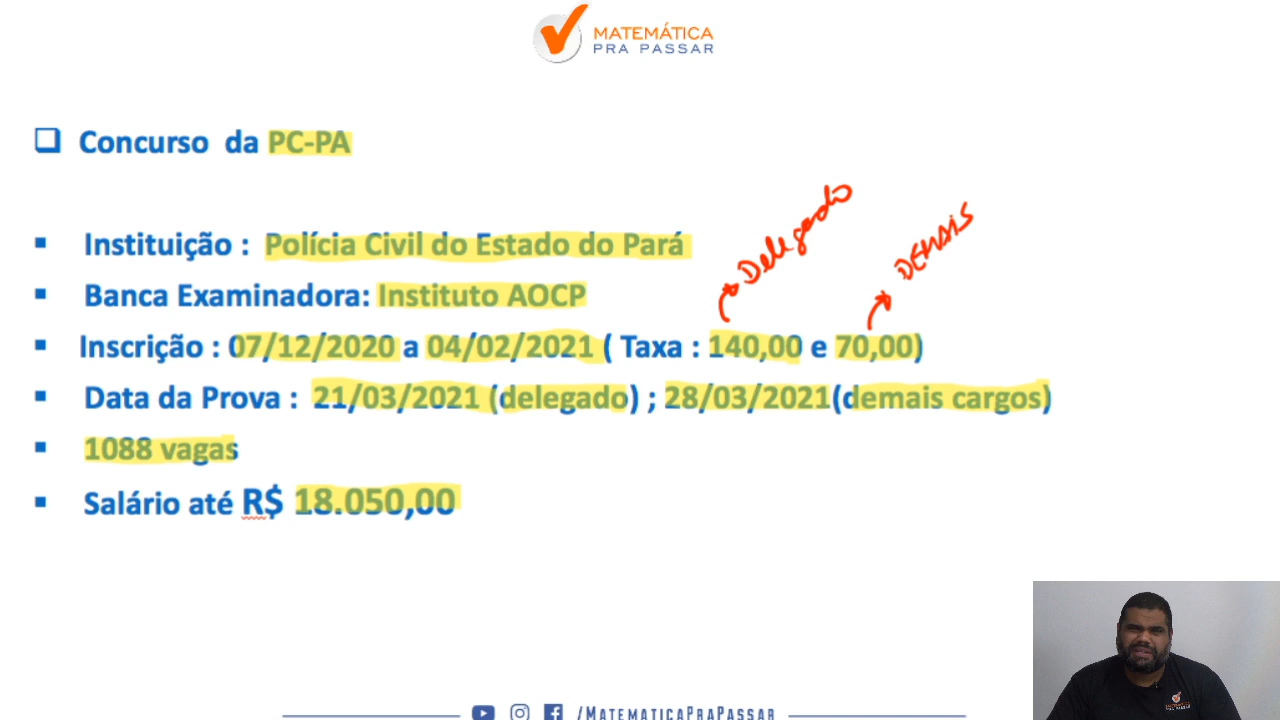 MATEMÁTICA
PRA PASSAR
Concurso da PC-PA
Delegado
DEMAIS
Instituição : Polícia Civil do Estado do Pará
Banca Examinadora: Instituto AOCP
Inscrição : 07/12/2020 a 04/02/2021 ( Taxa : 140,00 e 70,00)
Data da Prova : 21/03/2021 (delegado) ; 28/03/2021(demais cargos)
1088 vagas
Salário até R$ 18.050,00
/MATEMATICAPRAPASSAR